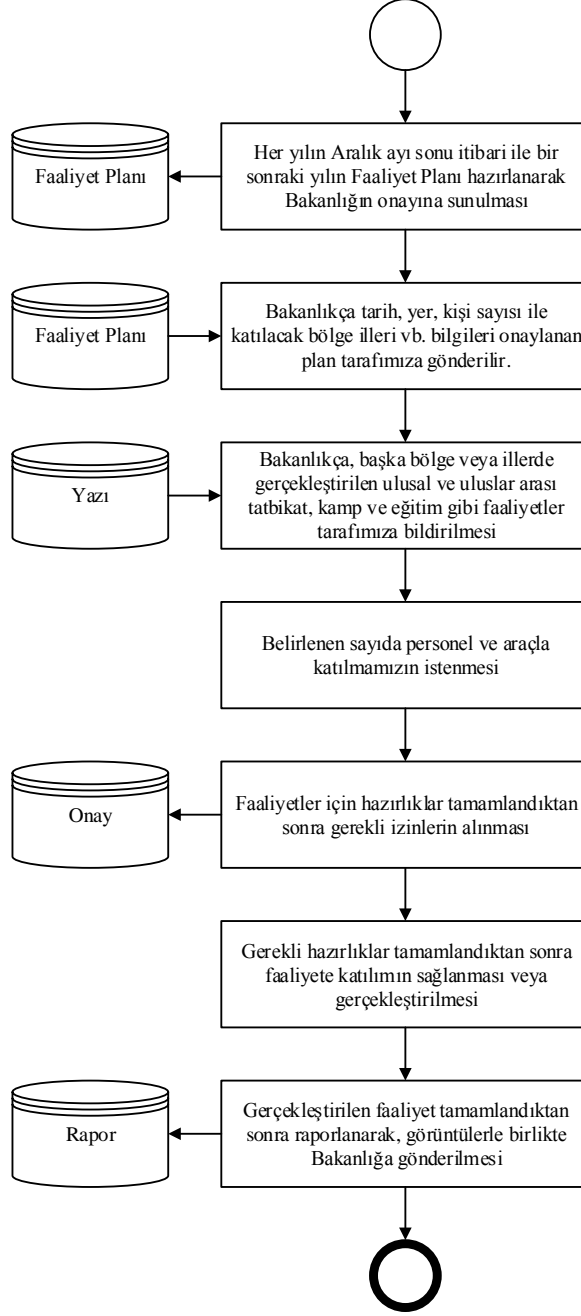 Faaliyet Planı
Her yılın Aralık ayı sonu itibari ile bir
sonraki yılın Faaliyet Planı hazırlanarak
Bakanlığın onayına sunulması
Faaliyet Planı
Bakanlıkça tarih, yer, kişi sayısı ile
katılacak bölge illeri vb. bilgileri onaylanan
plan tarafımıza gönderilir.
Yazı
Bakanlıkça, başka bölge veya illerde
gerçekleştirilen ulusal ve uluslar arası
tatbikat, kamp ve eğitim gibi faaliyetler
tarafımıza bildirilmesi
Belirlenen sayıda personel ve araçla
katılmamızın istenmesi
Onay
Faaliyetler için hazırlıklar tamamlandıktan
sonra gerekli izinlerin alınması
Gerekli hazırlıklar tamamlandıktan sonra
faaliyete katılımın sağlanması veya
gerçekleştirilmesi
Rapor
Gerçekleştirilen faaliyet tamamlandıktan
sonra raporlanarak, görüntülerle birlikte
Bakanlığa gönderilmesi